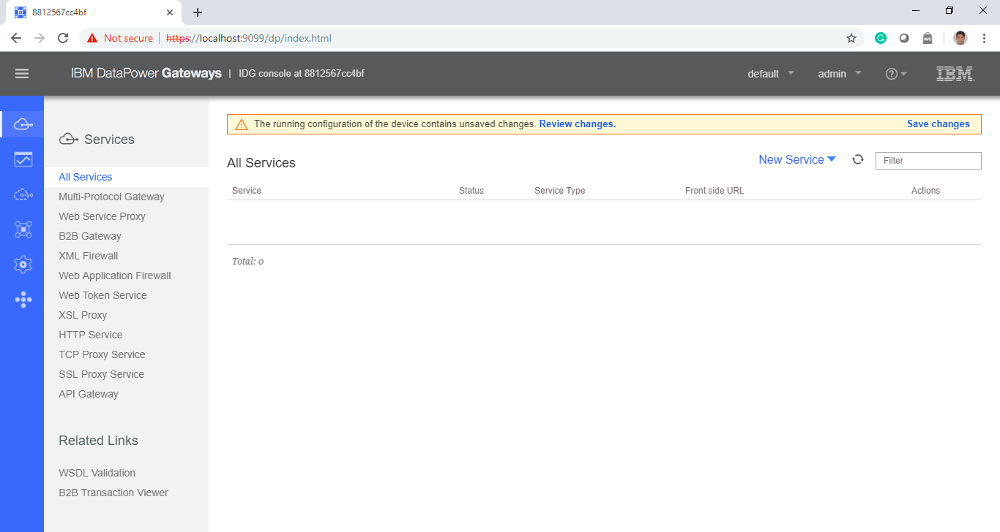 8812567cc4bf
Not secure | https://localhost:9099/dp/index.html
IBM DataPower Gateways | IDG console at 8812567cc4bf
default admin ? IBM
The running configuration of the device contains unsaved changes. Review changes. Save changes
Services
All Services
Multi-Protocol Gateway
Web Service Proxy
B2B Gateway
XML Firewall
Web Application Firewall
Web Token Service
XSL Proxy
HTTP Service
TCP Proxy Service
SSL Proxy Service
API Gateway
Related Links
WSDL Validation
B2B Transaction Viewer
All Services
New Service Filter
Service Status Service Type Front side URL Actions
Total: 0